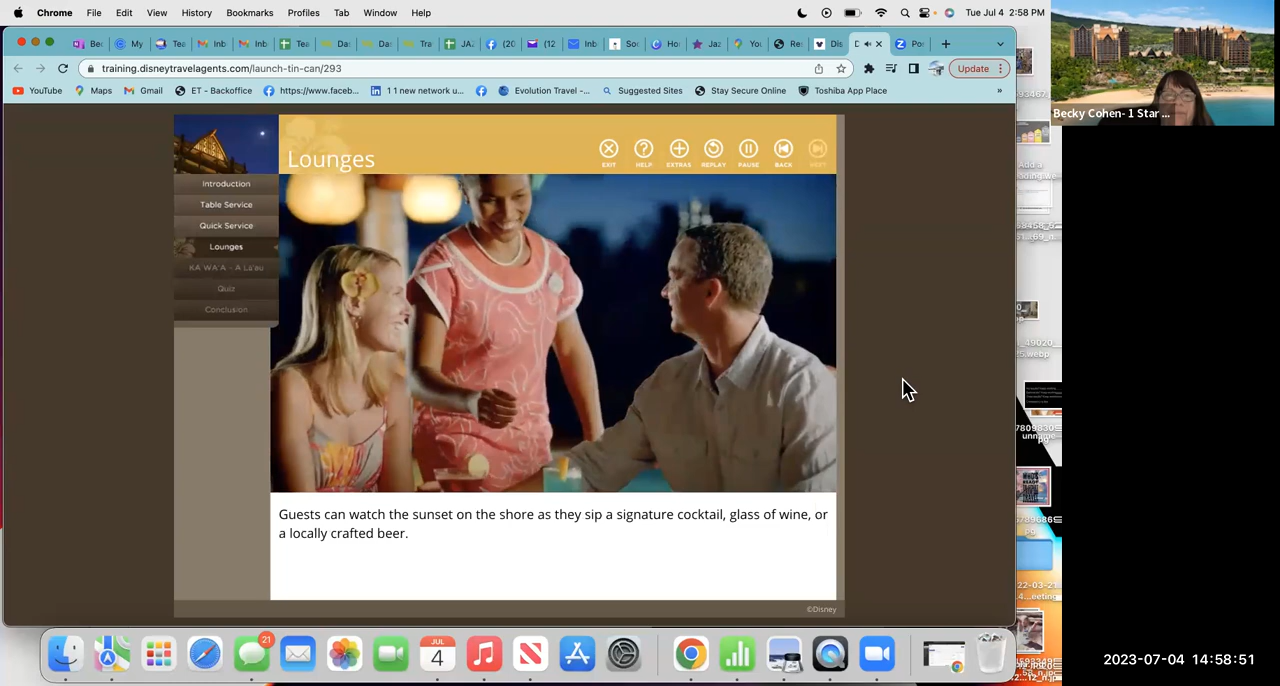 Chrome File Edit View History Bookmarks Profiles Tab Window Help
Tue Jul 4 2:58 PM
training.disneytravelagents.com/launch-tin-can/293
Update
YouTube Maps Gmail ET - Backoffice https://www.faceb... 1 1 new network u... Evolution Travel -... Suggested Sites Stay Secure Online Toshiba App Place »
Becky Cohen- 1 Star ...
Lounges
EXIT HELP EXTRAS REPLAY PAUSE BACK NEXT
Introduction
Table Service
Quick Service
Lounges
KA WA'A - A La'au
Quiz
Conclusion
Guests can watch the sunset on the shore as they sip a signature cocktail, glass of wine, or
a locally crafted beer.
©Disney
21
JUL
4
2023-07-04 14:58:51